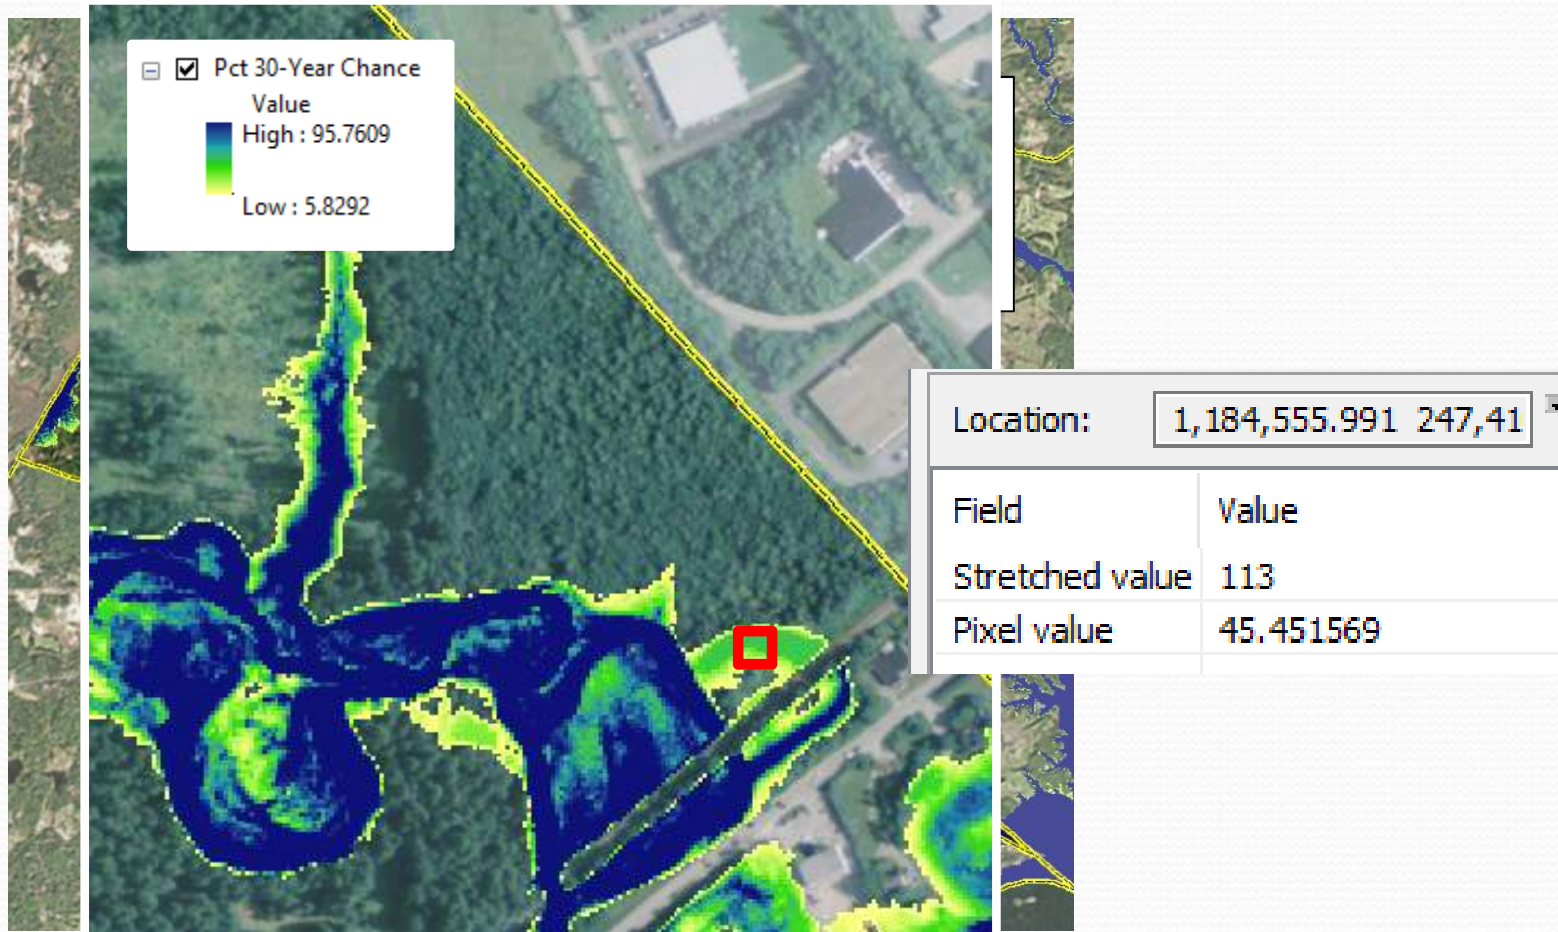 Pct 30-Year Chance
Value
High : 95.7609
Low : 5.8292
Location: 1,184,555.991 247,41
Field Value
Stretched value 113
Pixel value 45.451569